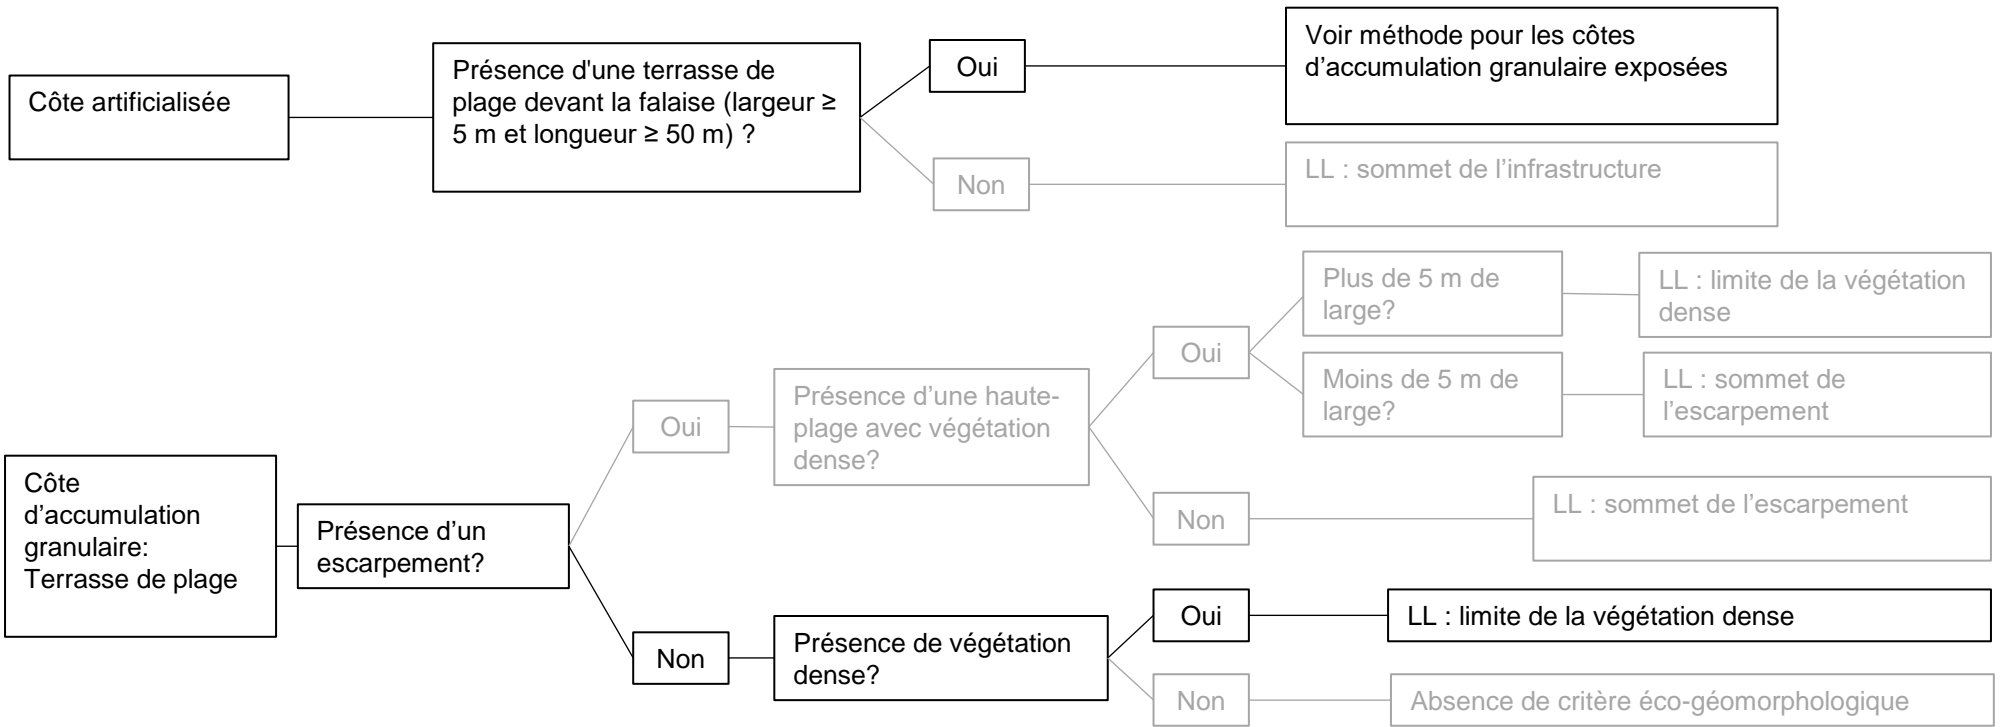 Côte artificialisée
Présence d'une terrasse de
plage devant la falaise (largeur ≥
5 m et longueur ≥ 50 m) ?
Oui
Voir méthode pour les côtes
d’accumulation granulaire exposées
Non
LL : sommet de l’infrastructure
Côte
d’accumulation
granulaire:
Terrasse de plage
Présence d’un
escarpement?
Oui
Présence d’une haute-
plage avec végétation
dense?
Oui
Plus de 5 m de
large?
LL : limite de la végétation
dense
Moins de 5 m de
large?
LL : sommet de
l’escarpement
Non
LL : sommet de l’escarpement
Non
Présence de végétation
dense?
Oui
LL : limite de la végétation dense
Non
Absence de critère éco-géomorphologique